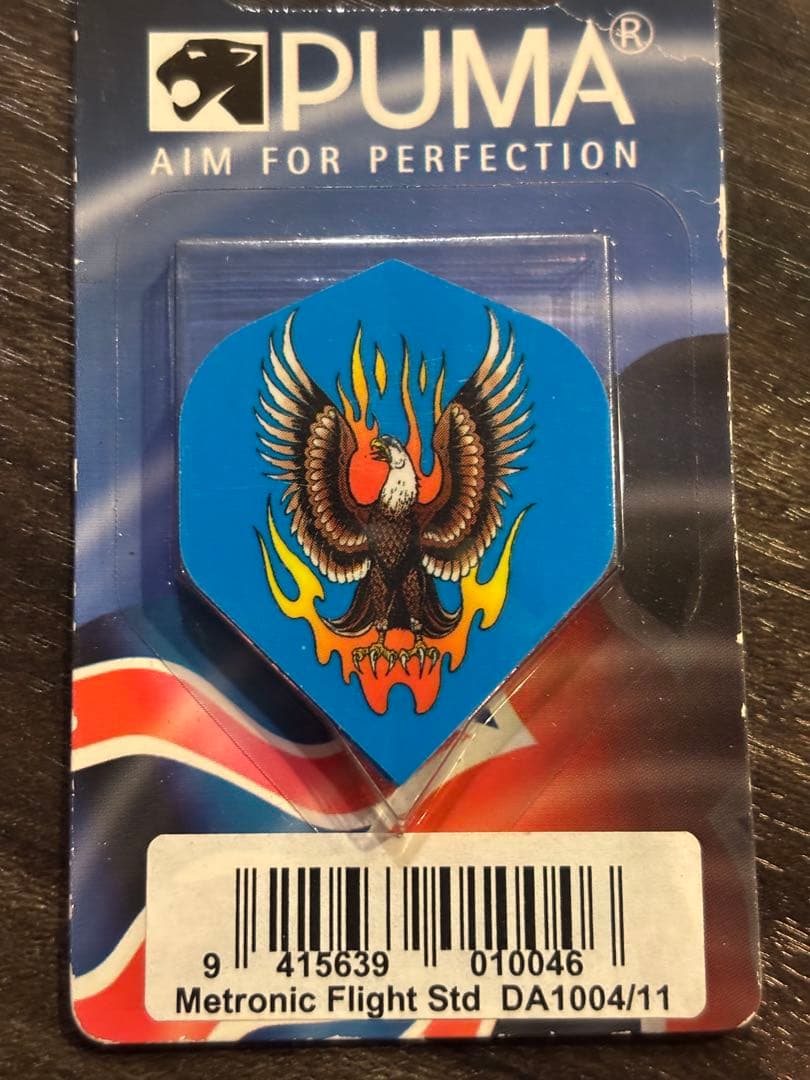 PUMA®
AIM FOR PERFECTION
9 415639 010046
Metronic Flight Std DA1004/11